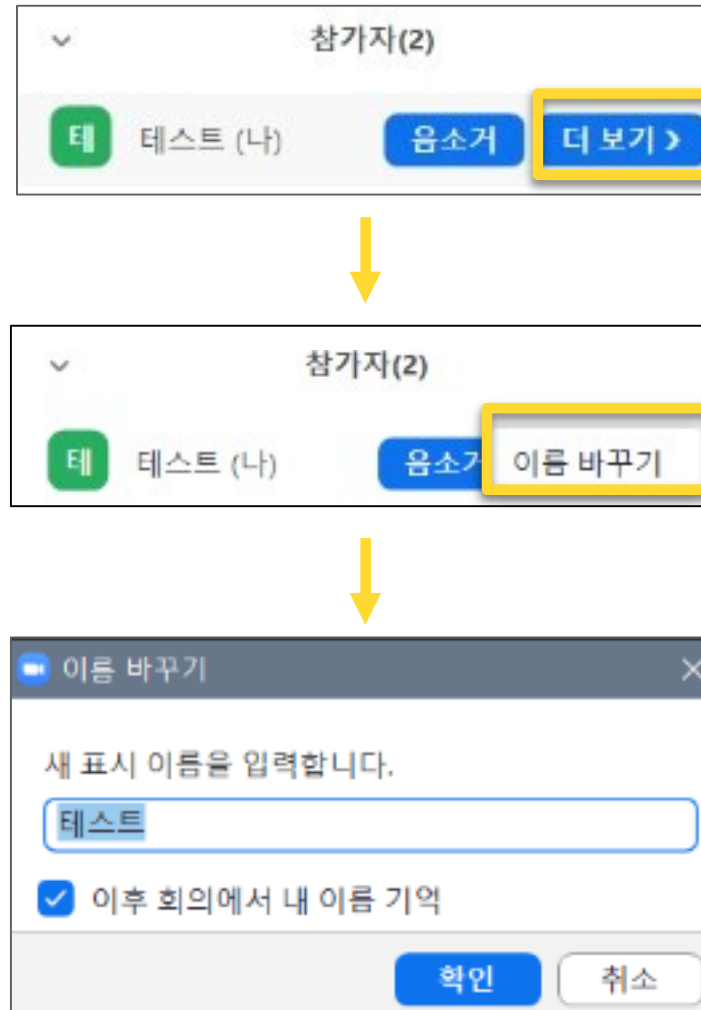 참가자(2)
테 테스트 (나) 음소거 더 보기 >
참가자(2)
테 테스트 (나) 음소거 이름 바꾸기
이름 바꾸기
새 표시 이름을 입력합니다.
테스트
이후 회의에서 내 이름 기억
확인 취소